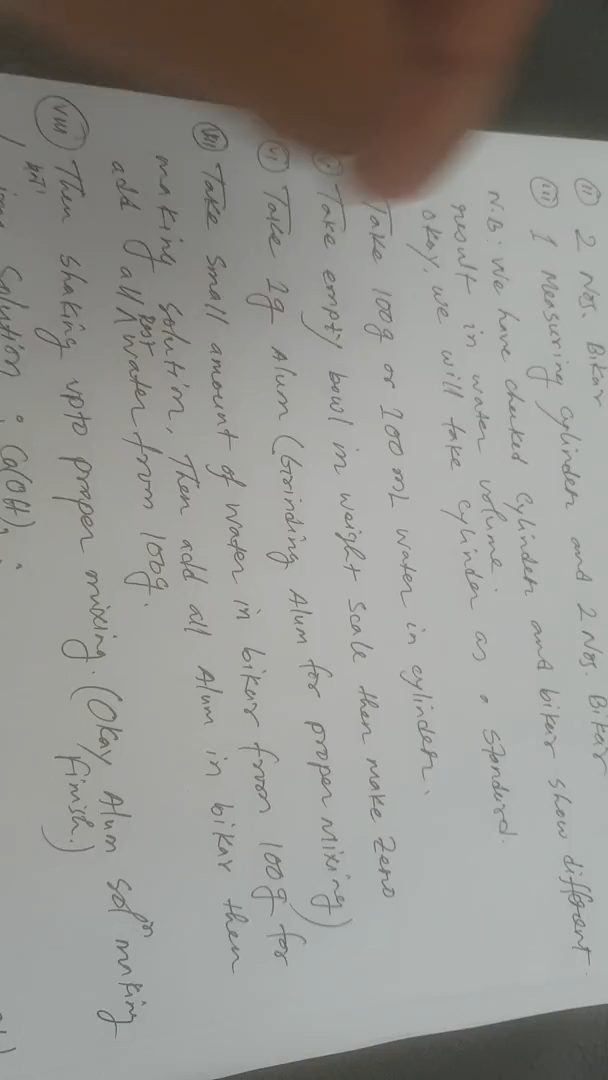 (ii) 2 Nos. Bikar
(iii) 1 Measuring cylinder and 2 Nos. Bikar
N.B: We have checked cylinder and bikar show different
result in water volume.
okay, we will take cylinder as a standard.
Take 100g or 100 mL water in cylinder.
(v) Take empty bowl in weight scale then make zero
(vi) Take 1g Alum (Grinding Alum for proper mixing)
(vii) Take small amount of water in bikar from 100g for
making solution, Then add all Alum in bikar then
add all rest water from 100g.
(viii) Then shaking upto proper mixing. (Okay Alum solⁿ making
finish.)
solution : Ca(OH)₂ :